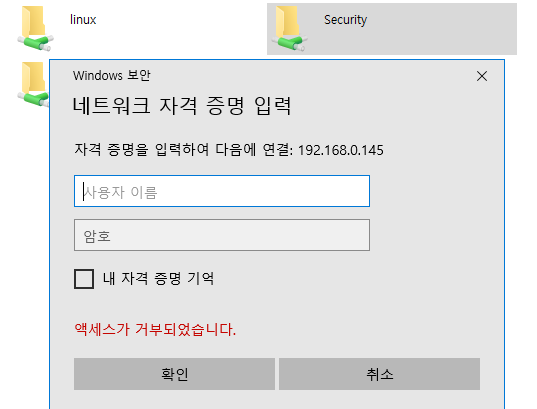 linux
Security
Windows 보안
네트워크 자격 증명 입력
자격 증명을 입력하여 다음에 연결: 192.168.0.145
사용자 이름
암호
내 자격 증명 기억
액세스가 거부되었습니다.
확인
취소